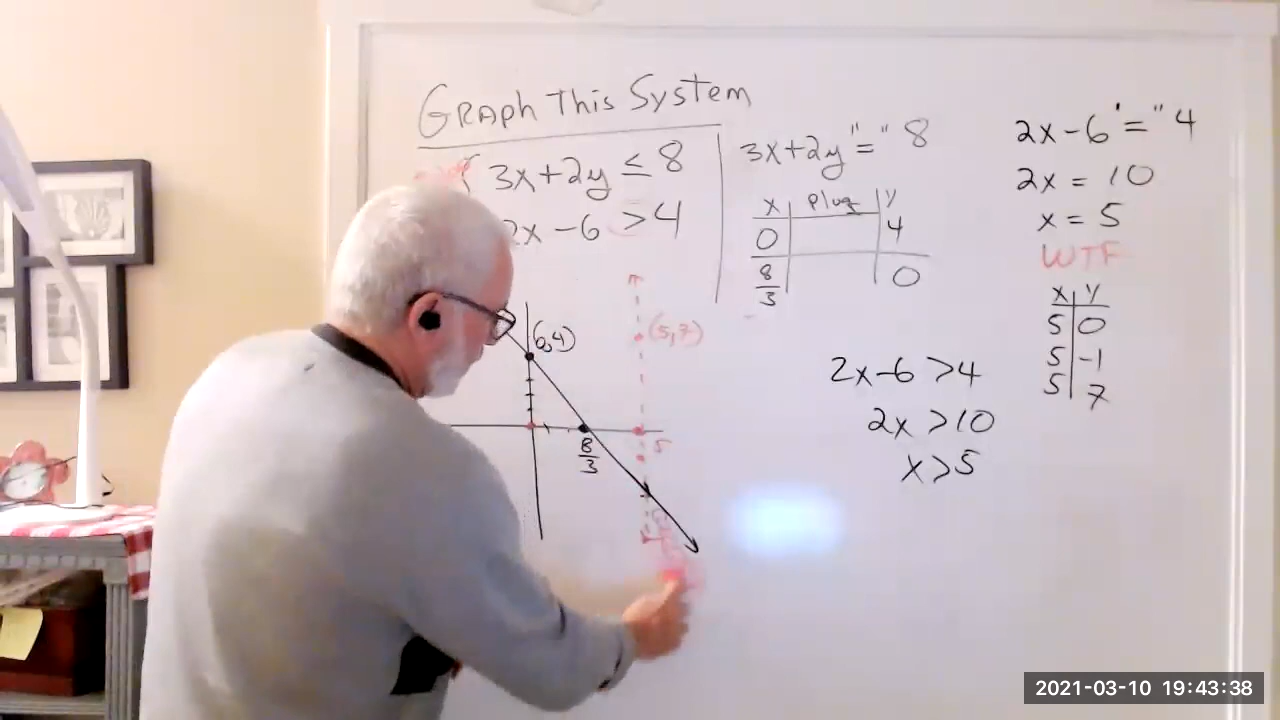 GRAPH This System
3x+2y ≤ 8
2x - 6 > 4
3x+2y "=" 8
x | plug | y
0 | | 4
8/3 | | 0
2x - 6 '=" 4
2x = 10
x = 5
WTF
x | y
5 | 0
5 | -1
5 | 7
2x - 6 > 4
2x > 10
x > 5
(0,4)
(5,7)
8/3
5
2021-03-10 19:43:38